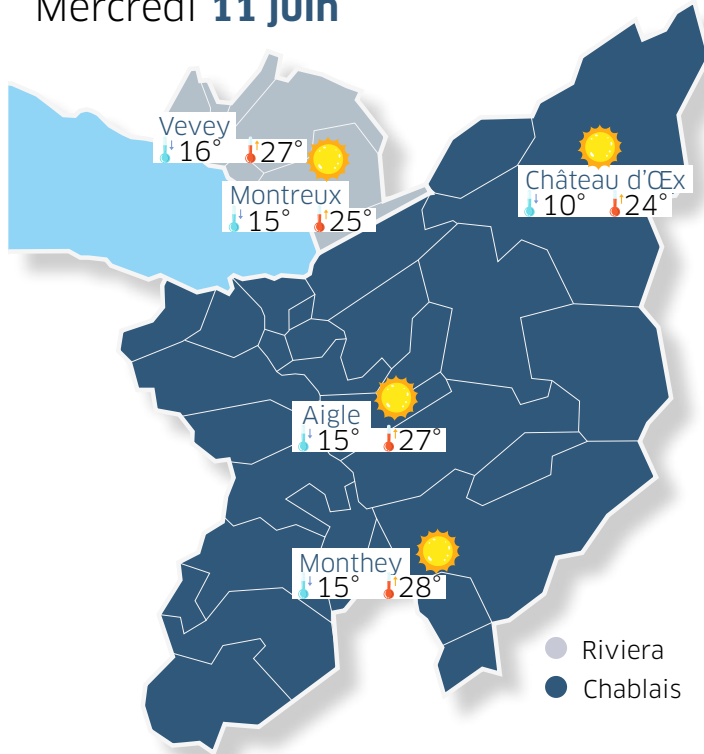 Mercredi 11 juin
Vevey
16° 27°
Montreux
15° 25°
Château d'Œx
10° 24°
Aigle
15° 27°
Monthey
15° 28°
Riviera
Chablais